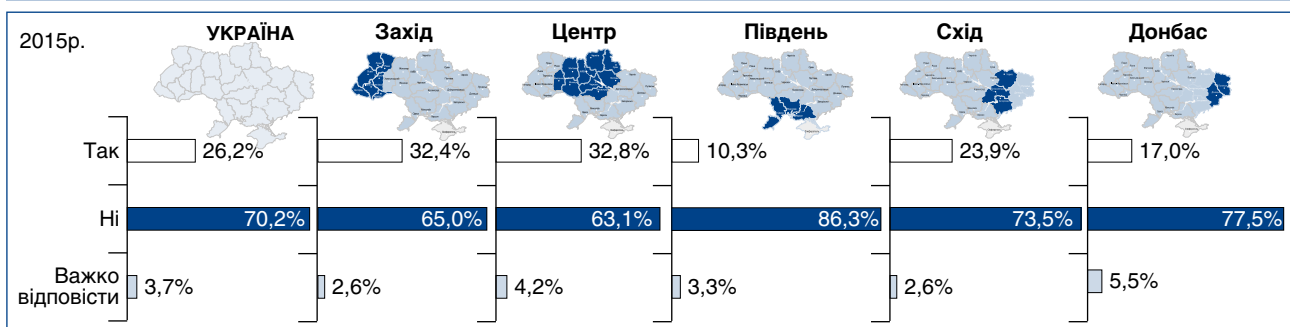 2015р.
УКРАЇНА Захід Центр Південь Схід Донбас
Так 26,2% 32,4% 32,8% 10,3% 23,9% 17,0%
Ні 70,2% 65,0% 63,1% 86,3% 73,5% 77,5%
Важко
відповісти 3,7% 2,6% 4,2% 3,3% 2,6% 5,5%